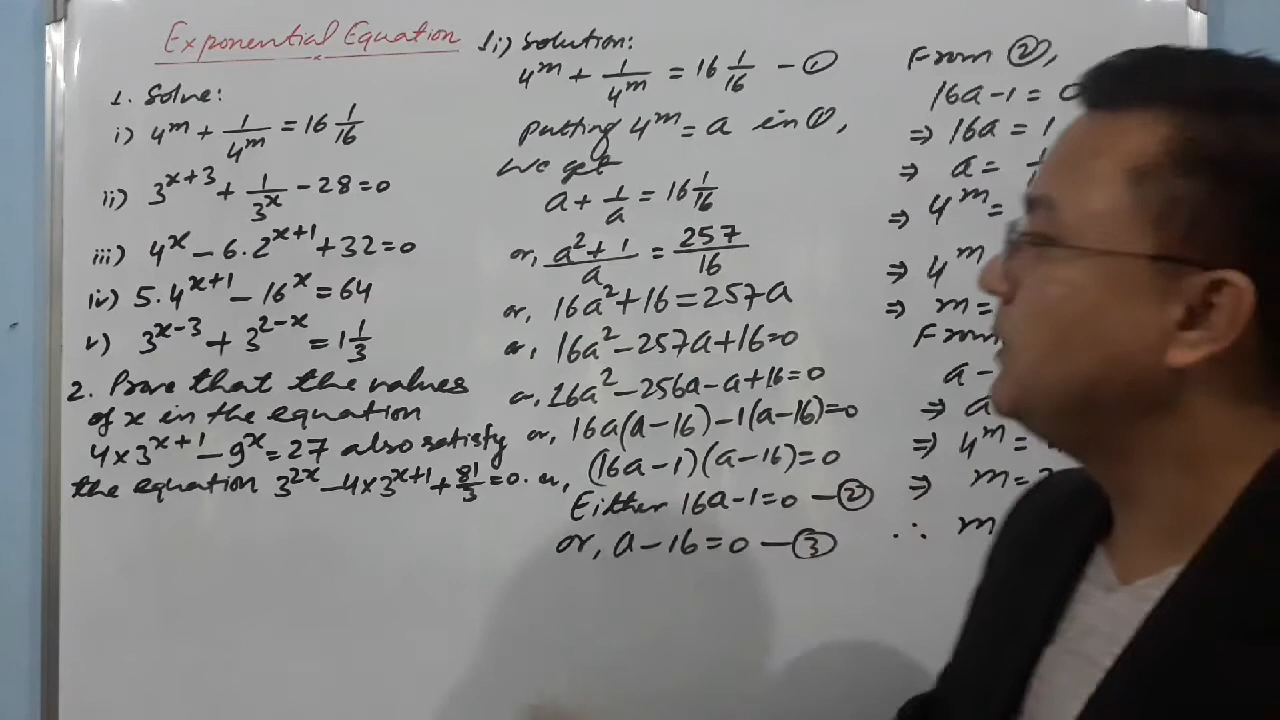 Exponential Equation
1. Solve:
i) 4^m + 1/4^m = 16 1/16
ii) 3^(x+3) + 1/3^x - 28 = 0
iii) 4^x - 6.2^(x+1) + 32 = 0
iv) 5.4^(x+1) - 16^x = 64
v) 3^(x-3) + 3^(2-x) = 1 1/3
2. Prove that the values
of x in the equation
4×3^(x+1) - 9^x = 27 also satisfy
the equation 3^(2x) - 4×3^(x+1) + 81/3 = 0.
1i) Solution:
4^m + 1/4^m = 16 1/16 - ①
putting 4^m = a in ①,
we get
a + 1/a = 16 1/16
or, (a² + 1)/a = 257/16
or, 16a² + 16 = 257a
or, 16a² - 257a + 16 = 0
or, 16a² - 256a - a + 16 = 0
or, 16a(a - 16) - 1(a - 16) = 0
or, (16a - 1)(a - 16) = 0
Either 16a - 1 = 0 - ②
or, a - 16 = 0 - ③
From ②,
16a - 1 = 0
⇒ 16a = 1
⇒ a =
⇒ 4^m =
⇒ 4^m
⇒ m =
From
a -
⇒ a
⇒ 4^m =
⇒ m =
∴ m